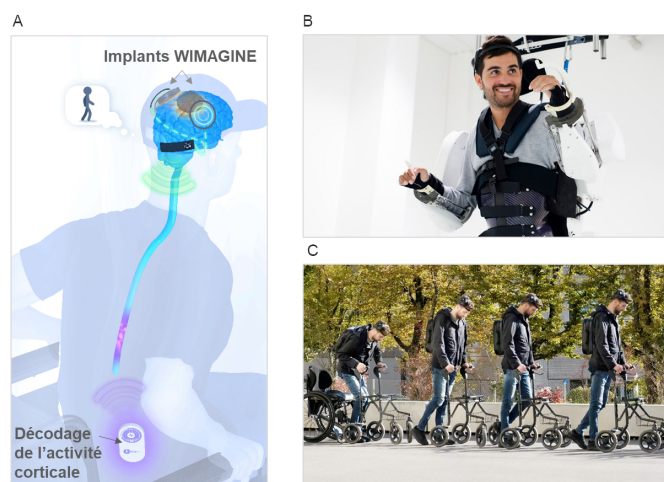 A
Implants WIMAGINE
Décodage
de l'activité
corticale
B
C